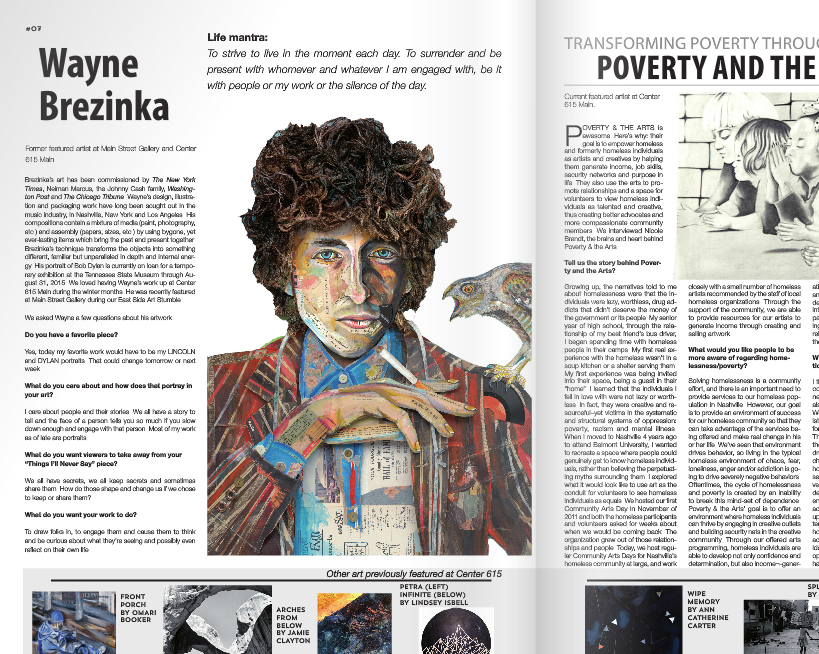 #07
Wayne
Brezinka
Life mantra:
To strive to live in the moment each day. To surrender and be
present with whomever and whatever I am engaged with, be it
with people or my work or the silence of the day.
Former featured artist at Main Street Gallery and Center
615 Main
Brezinka's art has been commissioned by The New York
Times, Neiman Marcus, the Johnny Cash family, Washing-
ton Post and The Chicago Tribune Wayne's design, illustra-
tion and packaging work have long been sought out in the
music industry, in Nashville, New York and Los Angeles His
compositions contain a mixture of media (paint, photography,
etc ) and assembly (papers, sizes, etc ) by using bygone, yet
ever-lasting items which bring the past and present together
Brezinka's technique transforms the objects into something
different, familiar but unparalleled in depth and internal ener-
gy His portrait of Bob Dylan is currently on loan for a tempo-
rary exhibition at the Tennessee State Museum through Au-
gust 31, 2015 We loved having Wayne's work up at Center
615 Main during the winter months He was recently featured
at Main Street Gallery during our East Side Art Stumble
We asked Wayne a few questions about his artwork
Do you have a favorite piece?
Yes, today my favorite work would have to be my LINCOLN
and DYLAN portraits That could change tomorrow or next
week
What do you care about and how does that portray in
your art?
I care about people and their stories We all have a story to
tell and the face of a person tells you so much if you slow
down enough and engage with that person Most of my work
as of late are portraits
What do you want viewers to take away from your
"Things I'll Never Say" piece?
We all have secrets, we all keep secrets and sometimes
share them How do those shape and change us if we chose
to keep or share them?
What do you want your work to do?
To draw folks in, to engage them and cause them to think
and be curious about what they're seeing and possibly even
reflect on their own life
Other art previously featured at Center 615
FRONT
PORCH
BY OMARI
BOOKER
ARCHES
FROM
BELOW
BY JAMIE
CLAYTON
PETRA (LEFT)
INFINITE (BELOW)
BY LINDSEY ISBELL
TRANSFORMING POVERTY THROUG
POVERTY AND THE
Current featured artist at Center
615 Main.
POVERTY & THE ARTS is
awesome Here's why: their
goal is to empower homeless
and formerly homeless individuals
as artists and creatives by helping
them generate income, job skills,
security networks and purpose in
life They also use the arts to pro-
mote relationships and a space for
volunteers to view homeless indi-
viduals as talented and creative,
thus creating better advocates and
more compassionate community
members We interviewed Nicole
Brandt, the brains and heart behind
Poverty & the Arts
Tell us the story behind Pover-
ty and the Arts?
Growing up, the narratives told to me
about homelessness were that the in-
dividuals were lazy, worthless, drug ad-
dicts that didn't deserve the money of
the government or its people My senior
year of high school, through the rela-
tionship of my best friend's bus driver,
I began spending time with homeless
people in their camps My first real ex-
perience with the homeless wasn't in a
soup kitchen or a shelter serving them
My first experience was being invited
into their space, being a guest in their
"home" I learned that the individuals I
fell in love with were not lazy or worth-
less In fact, they were creative and re-
sourceful–yet victims in the systematic
and structural systems of oppression:
poverty, racism and mental illness
When I moved to Nashville 4 years ago
to attend Belmont University, I wanted
to recreate a space where people could
genuinely get to know homeless individ-
uals, rather than believing the perpetuat-
ing myths surrounding them I explored
what it would look like to use art as the
conduit for volunteers to see homeless
individuals as equals We hosted our first
Community Arts Day in November of
2011 and both the homeless participants
and volunteers asked for weeks about
when we would be coming back The
organization grew out of those relation-
ships and people Today, we host regu-
lar Community Arts Days for Nashville's
homeless community at large, and work
closely with a small number of homeless
artists recommended by the staff of local
homeless organizations Through the
support of the community, we are able
to provide resources for our artists to
generate income through creating and
selling artwork
What would you like people to be
more aware of regarding home-
lessness/poverty?
Solving homelessness is a community
effort, and there is an important need to
provide services to our homeless pop-
ulation in Nashville However, our goal
is to provide an environment of success
for our homeless community so that they
can take advantage of the services be-
ing offered and make real change in his
or her life We've seen that environment
drives behavior, so living in the typical
homeless environment of chaos, fear,
loneliness, anger and/or addiction is go-
ing to drive severely negative behaviors
Oftentimes, the cycle of homelessness
and poverty is created by an inability
to break this mind-set of dependence
Poverty & the Arts' goal is to offer an
environment where homeless individuals
can thrive by engaging in creative outlets
and building security nets in the creative
community Through our offered arts
programming, homeless individuals are
able to develop not only confidence and
determination, but also income-gener-
WIPE
MEMORY
BY ANN
CATHERINE
CARTER
SPL
BY